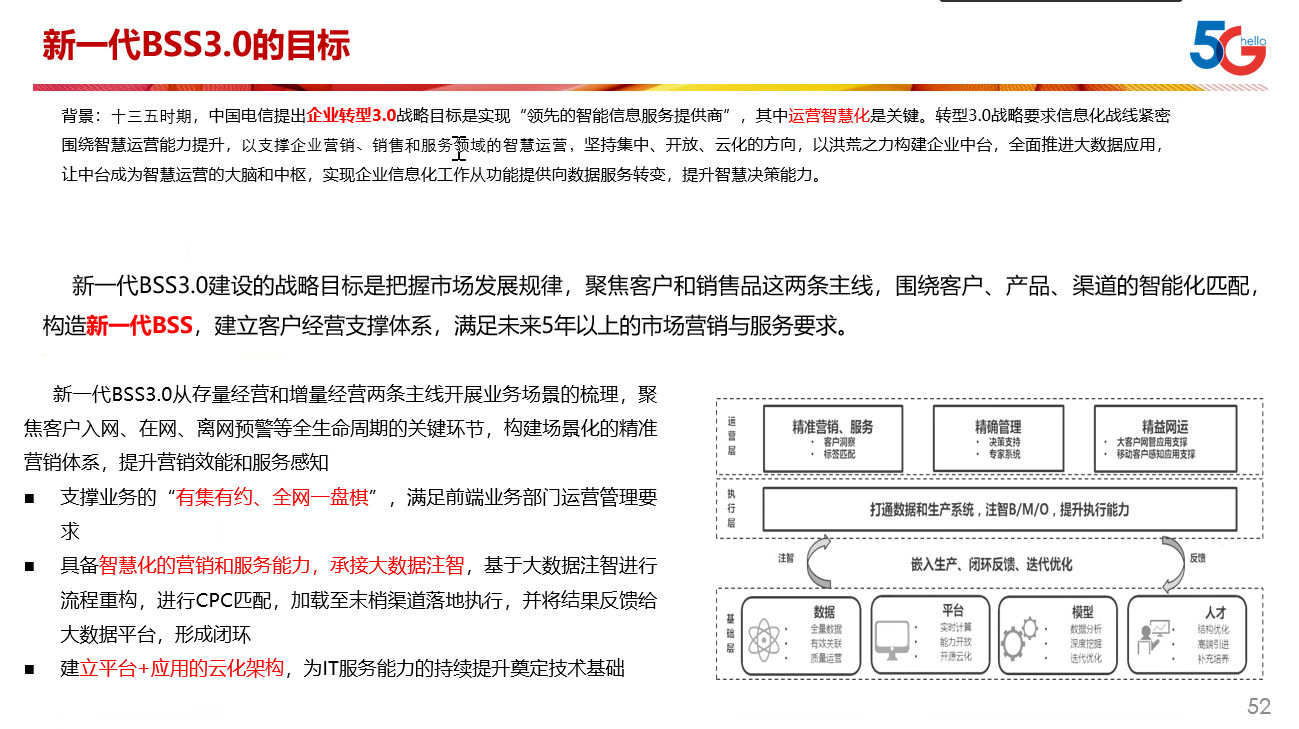 新一代BSS3.0的目标
5G
hello
背景：十三五时期，中国电信提出企业转型3.0战略目标是实现“领先的智能信息服务提供商”，其中运营智慧化是关键。转型3.0战略要求信息化战线紧密
围绕智慧运营能力提升，以支撑企业营销、销售和服务领域的智慧运营，坚持集中、开放、云化的方向，以洪荒之力构建企业中台，全面推进大数据应用，
让中台成为智慧运营的大脑和中枢，实现企业信息化工作从功能提供向数据服务转变，提升智慧决策能力。
新一代BSS3.0建设的战略目标是把握市场发展规律，聚焦客户和销售品这两条主线，围绕客户、产品、渠道的智能化匹配，
构造新一代BSS，建立客户经营支撑体系，满足未来5年以上的市场营销与服务要求。
新一代BSS3.0从存量经营和增量经营两条主线开展业务场景的梳理，聚
焦客户入网、在网、离网预警等全生命周期的关键环节，构建场景化的精准
营销体系，提升营销效能和服务感知
■ 支撑业务的“有集有约、全网一盘棋”，满足前端业务部门运营管理要
求
■ 具备智慧化的营销和服务能力，承接大数据注智，基于大数据注智进行
流程重构，进行CPC匹配，加载至末梢渠道落地执行，并将结果反馈给
大数据平台，形成闭环
■ 建立平台+应用的云化架构，为IT服务能力的持续提升奠定技术基础
运营层
精准营销、服务
• 客户洞察
• 标签匹配
精确管理
• 决策支持
• 专家系统
精益网运
• 大客户网管应用支撑
• 移动客户感知应用支撑
执行层
打通数据和生产系统，注智B/M/O，提升执行能力
注智
嵌入生产、闭环反馈、迭代优化
反馈
基础层
数据
• 全量数据
• 有效关联
• 质量运营
平台
• 实时计算
• 能力开放
• 开源云化
模型
• 数据分析
• 深度挖掘
• 迭代优化
人才
• 结构优化
• 高端引进
• 补充培养
52